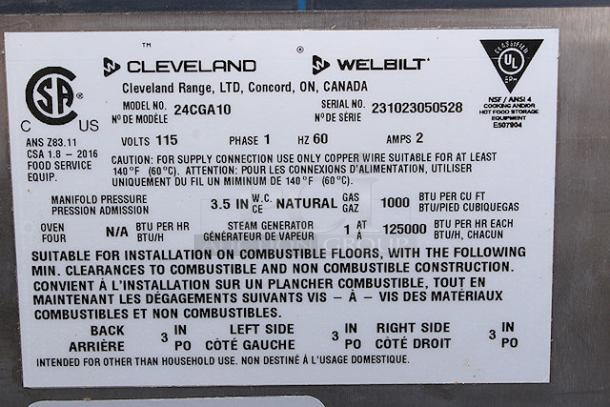 ™ ®
CLEVELAND WELBILT
Cleveland Range, LTD, Concord, ON, CANADA
CLASSIFIED
UL
EPH
NSF / ANSI 4
COOKING AND/OR
HOT FOOD STORAGE
EQUIPMENT
E507904
CSA
C US
ANS Z83.11
CSA 1.8 - 2016
FOOD SERVICE
EQUIP.
MODEL NO. 24CGA10 SERIAL NO. 231023050528
Nº DE MODÈLE Nº DE SÉRIE
VOLTS 115 PHASE 1 HZ 60 AMPS 2
CAUTION: FOR SUPPLY CONNECTION USE ONLY COPPER WIRE SUITABLE FOR AT LEAST
140°F (60°C). ATTENTION: POUR LES CONNEXIONS D'ALIMENTATION, UTILISER
UNIQUEMENT DU FIL UN MIMINUM DE 140°F (60°C).
MANIFOLD PRESSURE 3.5 IN W.C. NATURAL GAS 1000 BTU PER CU FT
PRESSION ADMISSION CE GAZ BTU/PIED CUBIQUEGAS
OVEN N/A BTU PER HR STEAM GENERATOR 1 AT 125000 BTU PER HR EACH
FOUR BTU/H GÉNÉRATEUR DE VAPEUR À BTU/H, CHACUN
SUITABLE FOR INSTALLATION ON COMBUSTIBLE FLOORS, WITH THE FOLLOWING
MIN. CLEARANCES TO COMBUSTIBLE AND NON COMBUSTIBLE CONSTRUCTION.
CONVIENT À L'INSTALLATION SUR UN PLANCHER COMBUSTIBLE, TOUT EN
MAINTENANT LES DÉGAGEMENTS SUIVANTS VIS - À - VIS DES MATÉRIAUX
COMBUSTIBLES ET NON COMBUSTIBLES.
BACK 3 IN LEFT SIDE 3 IN RIGHT SIDE 3 IN
ARRIÈRE PO CÔTÉ GAUCHE PO CÔTÉ DROIT PO
INTENDED FOR OTHER THAN HOUSEHOLD USE. NON DESTINÉ À L'USAGE DOMESTIQUE.
GROUP